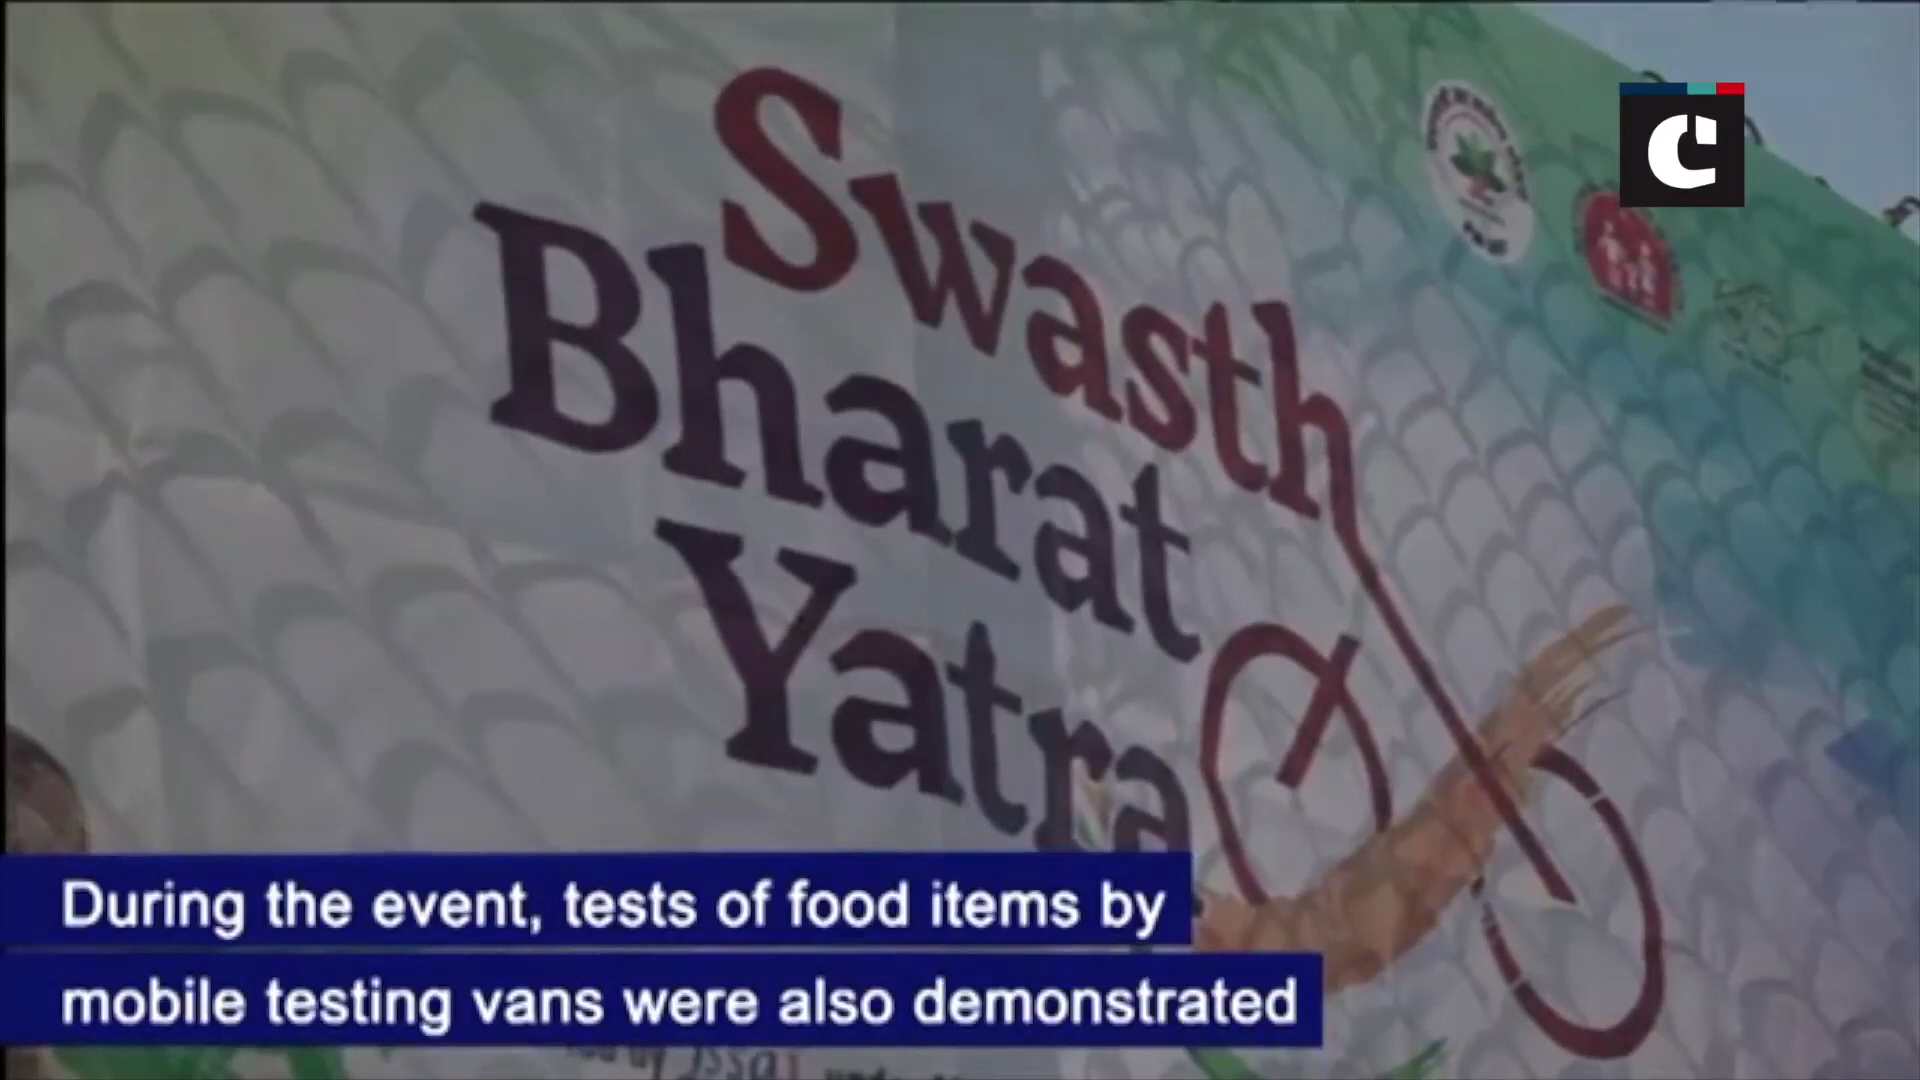 Swasth
Bharat
Yatra
During the event, tests of food items by
mobile testing vans were also demonstrated